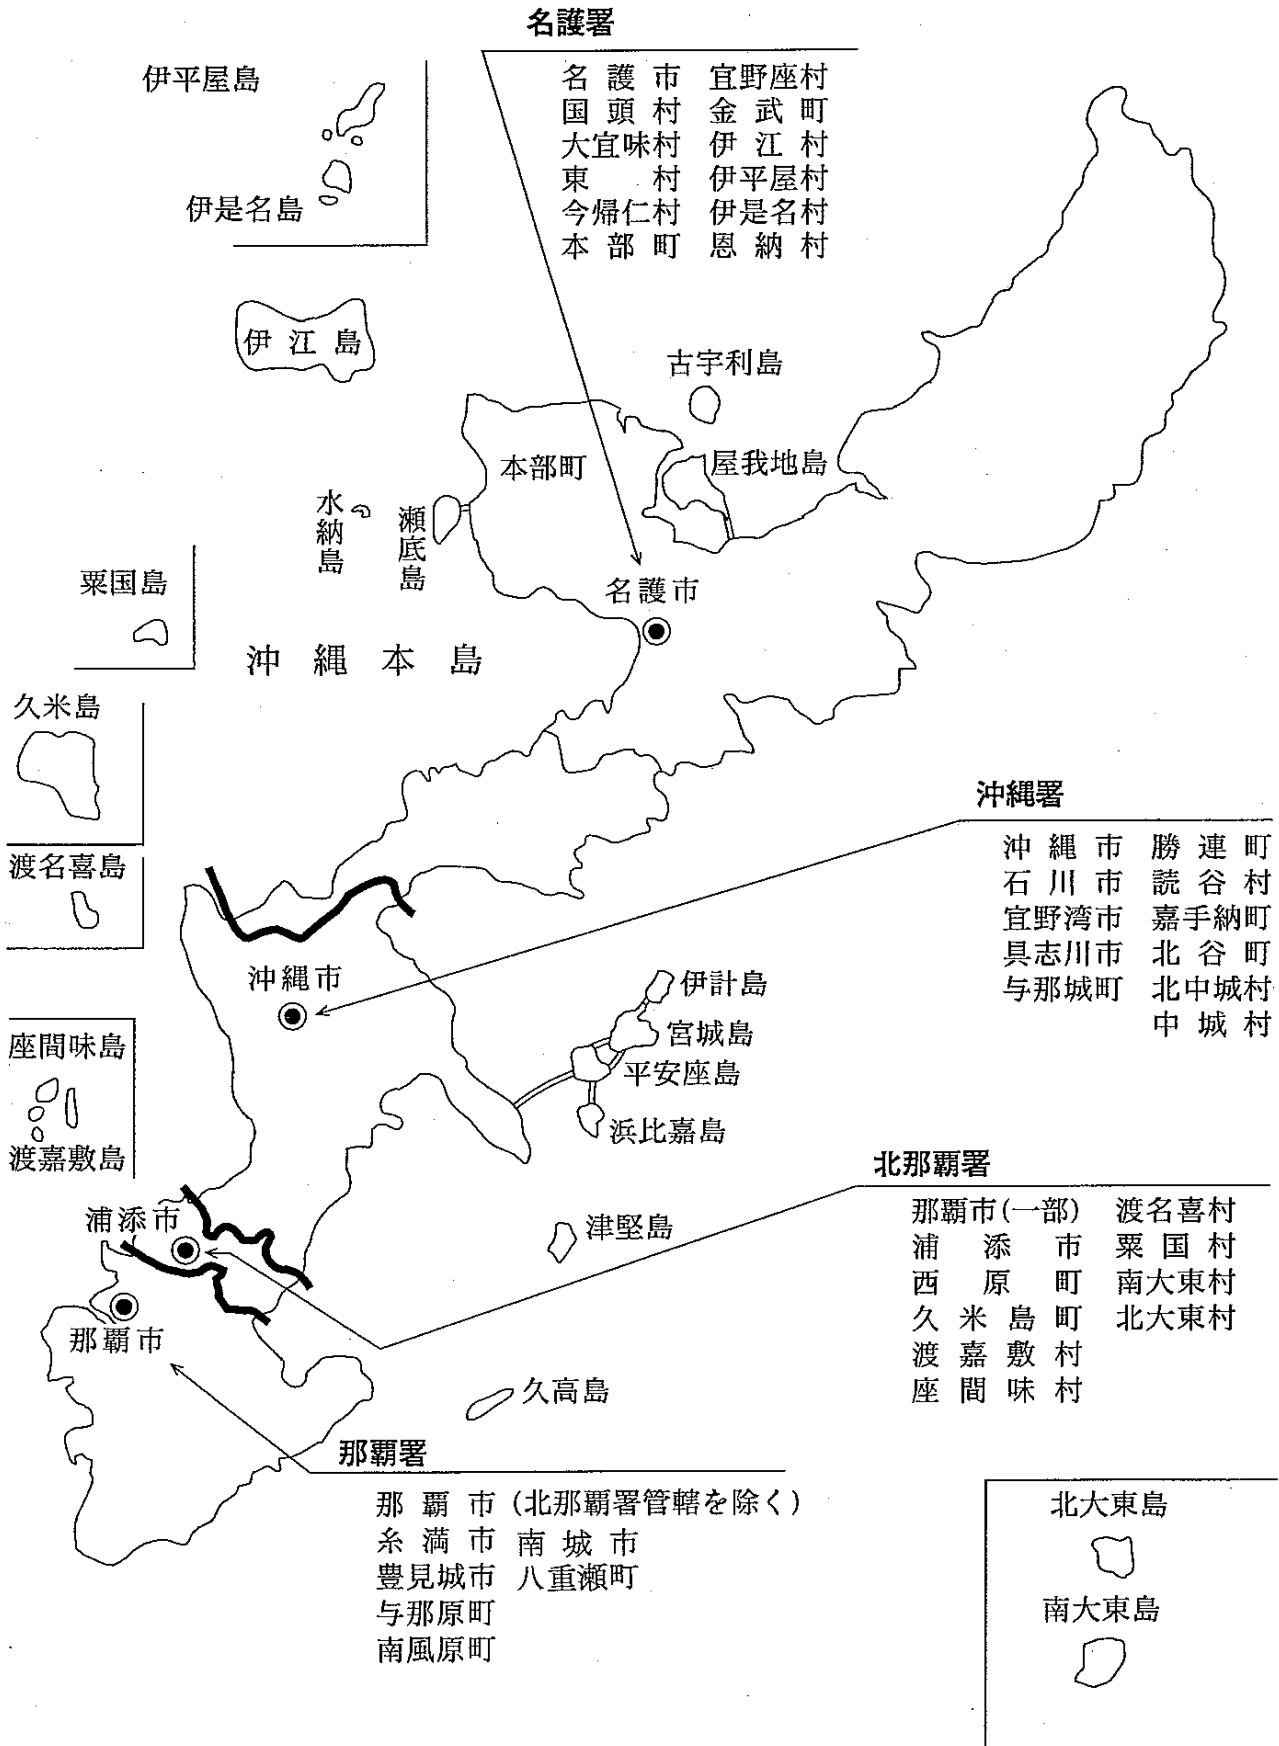 名護署
名護市 宜野座村
国頭村 金武町
大宜味村 伊江村
東村 伊平屋村
今帰仁村 伊是名村
本部町 恩納村
伊平屋島
伊是名島
伊江島
古宇利島
本部町
屋我地島
水納島
瀬底島
粟国島
名護市
沖縄本島
久米島
沖縄署
沖縄市 勝連町
石川市 読谷村
宜野湾市 嘉手納町
具志川市 北谷町
与那城町 北中城村
中城村
渡名喜島
沖縄市
伊計島
宮城島
平安座島
浜比嘉島
座間味島
渡嘉敷島
北那覇署
那覇市(一部) 渡名喜村
浦添市 粟国村
西原町 南大東村
久米島町 北大東村
渡嘉敷村
座間味村
浦添市
津堅島
那覇市
久高島
那覇署
那覇市(北那覇署管轄を除く)
糸満市 南城市
豊見城市 八重瀬町
与那原町
南風原町
北大東島
南大東島